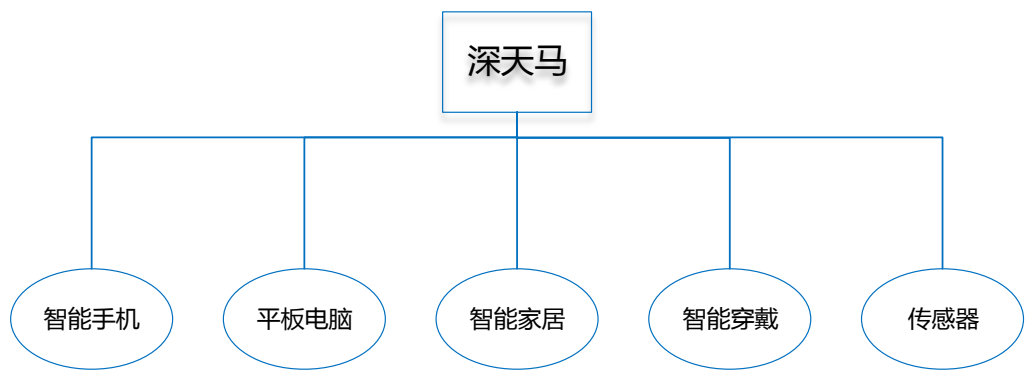 深天马
智能手机
平板电脑
智能家居
智能穿戴
传感器